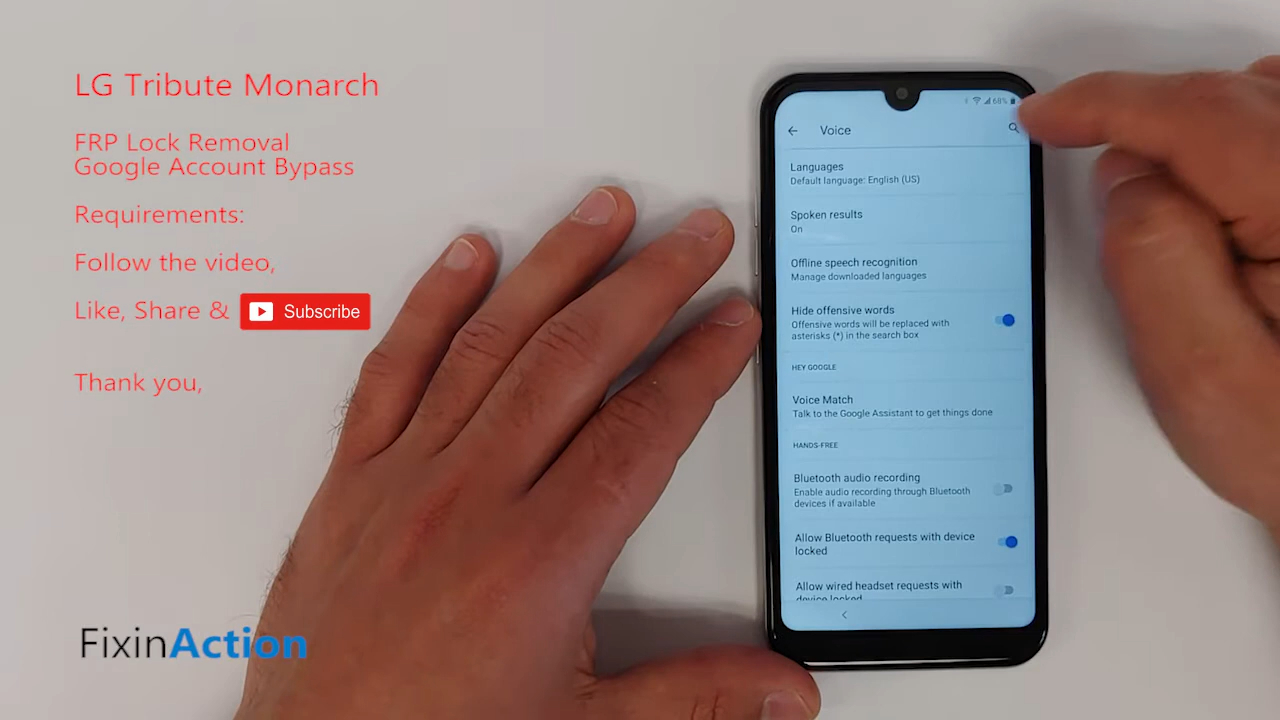 LG Tribute Monarch
FRP Lock Removal
Google Account Bypass
Requirements:
Follow the video,
Like, Share & Subscribe
Thank you,
FixinAction
68%
Voice
Languages
Default language: English (US)
Spoken results
On
Offline speech recognition
Manage downloaded languages
Hide offensive words
Offensive words will be replaced with
asterisks (*) in the search box
HEY GOOGLE
Voice Match
Talk to the Google Assistant to get things done
HANDS-FREE
Bluetooth audio recording
Enable audio recording through Bluetooth
devices if available
Allow Bluetooth requests with device
locked
Allow wired headset requests with
device locked